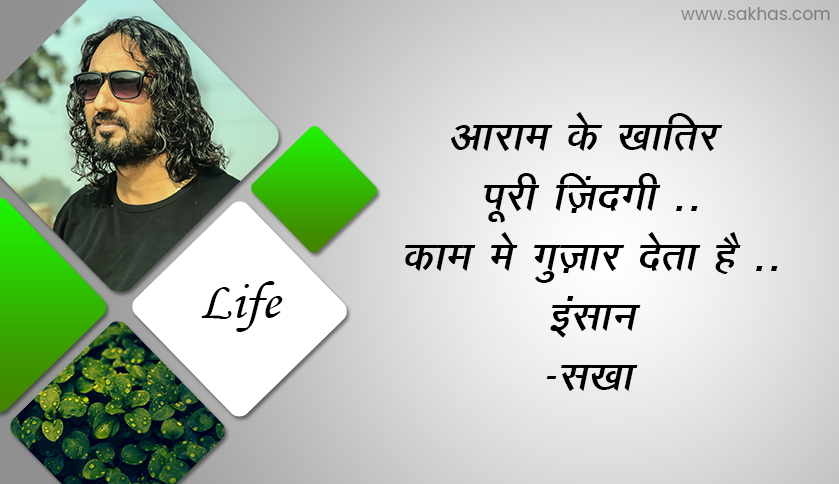 www.sakhas.com
आराम के खातिर
पूरी ज़िंदगी ..
काम मे गुज़ार देता है ..
इंसान
-सखा
Life